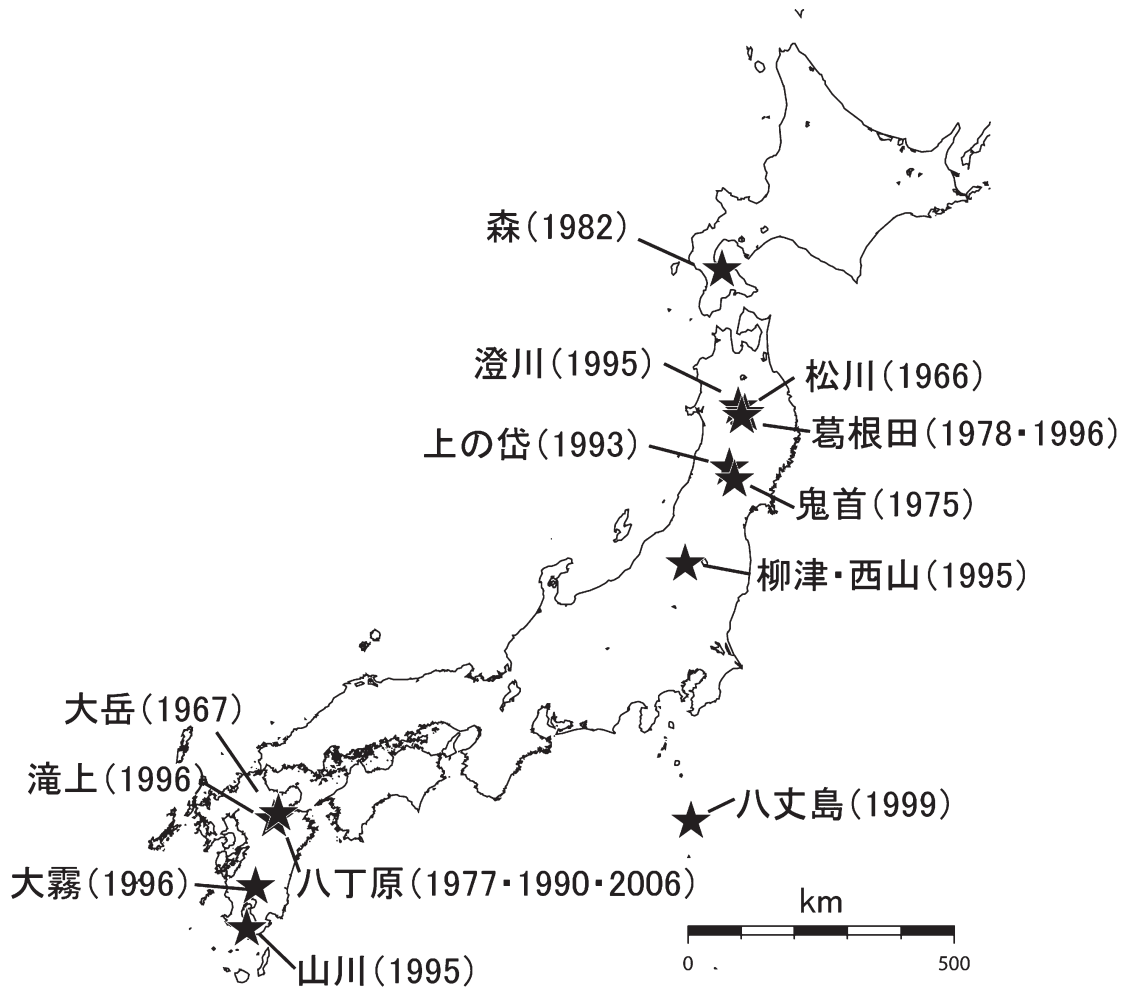 森(1982)
澄川(1995)
松川(1966)
葛根田(1978・1996)
上の岱(1993)
鬼首(1975)
柳津・西山(1995)
大岳(1967)
滝上(1996)
八丈島(1999)
大霧(1996)
八丁原(1977・1990・2006)
山川(1995)
km
0 500